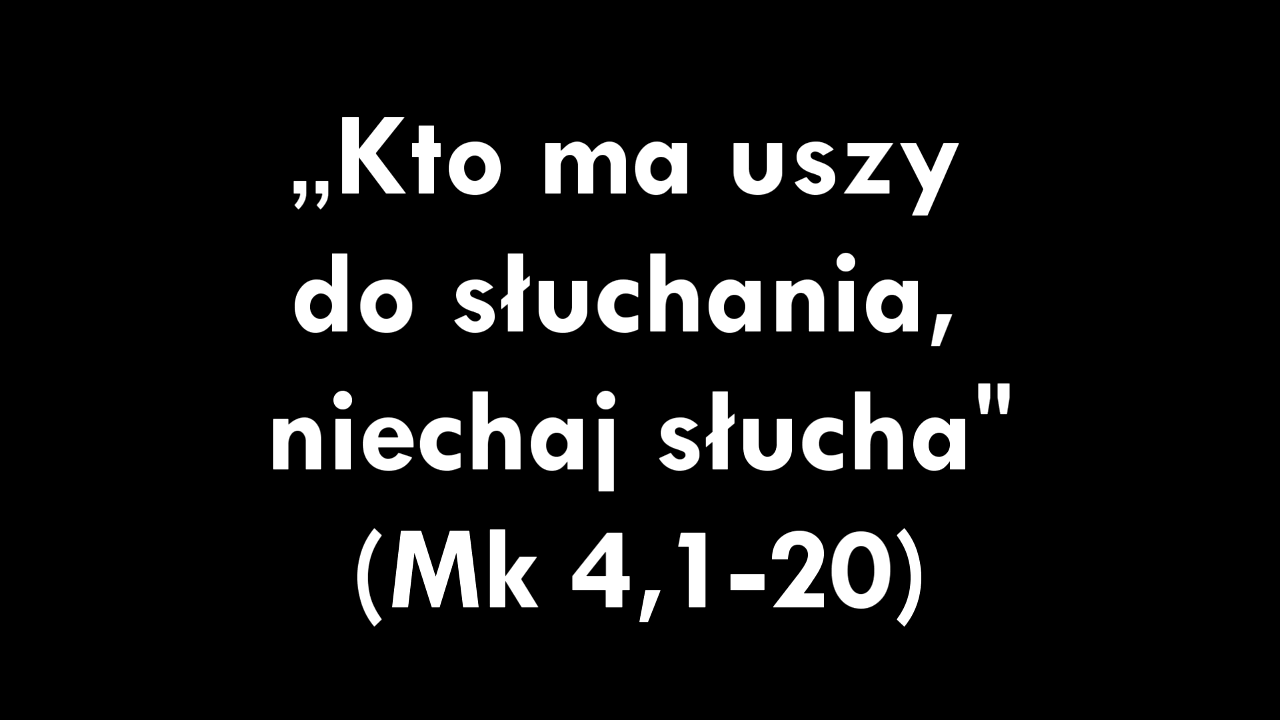 „Kto ma uszy
do słuchania,
niechaj słucha"
(Mk 4,1-20)